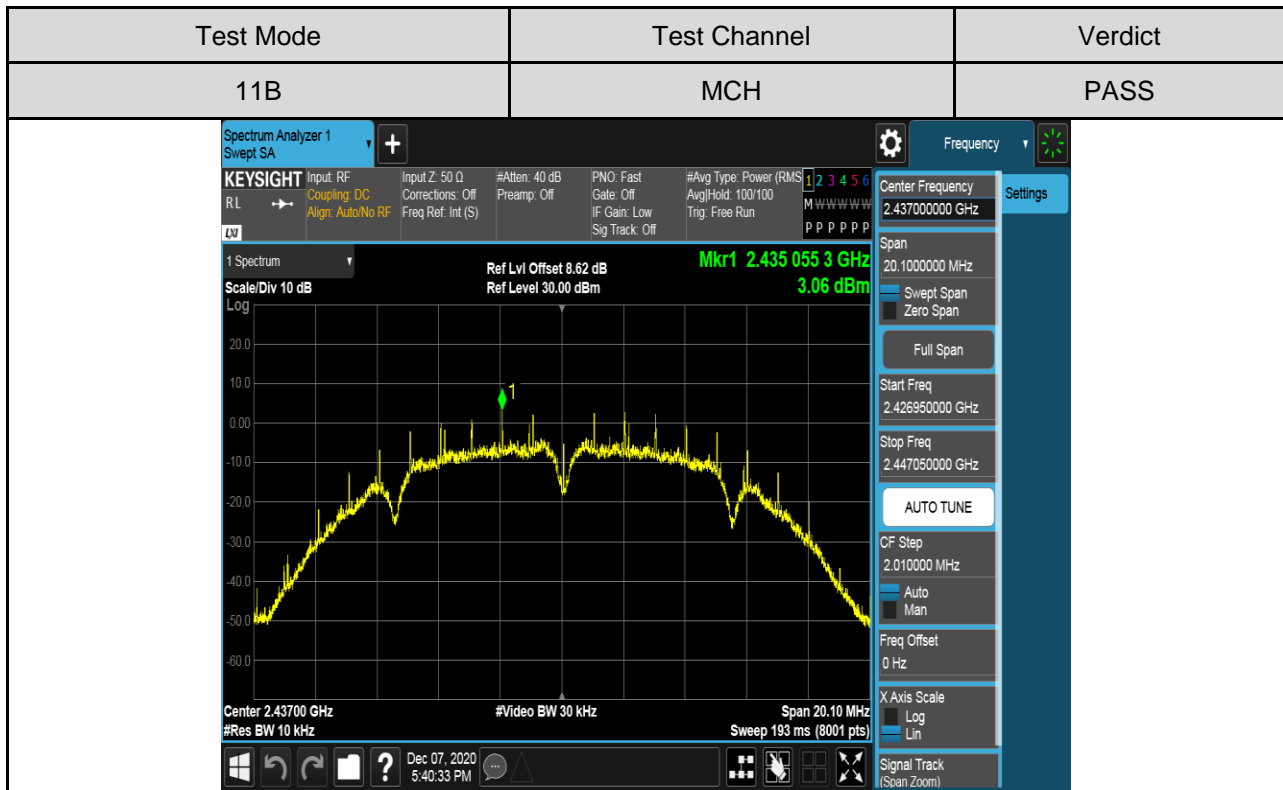 Test Mode Test Channel Verdict
11B MCH PASS
Spectrum Analyzer 1
Swept SA
+
Frequency
KEYSIGHT
RL
LXI
Input: RF
Coupling: DC
Align: Auto/No RF
Input Z: 50 Ω
Corrections: Off
Freq Ref: Int (S)
#Atten: 40 dB
Preamp: Off
PNO: Fast
Gate: Off
IF Gain: Low
Sig Track: Off
#Avg Type: Power (RMS
Avg|Hold: 100/100
Trig: Free Run
1 2 3 4 5 6
M W W W W W
P P P P P P
1 Spectrum
Scale/Div 10 dB
Ref Lvl Offset 8.62 dB
Ref Level 30.00 dBm
Mkr1 2.435 055 3 GHz
3.06 dBm
Log
20.0
10.0
0.00
-10.0
-20.0
-30.0
-40.0
-50.0
-60.0
1
Center 2.43700 GHz
#Res BW 10 kHz
#Video BW 30 kHz
Span 20.10 MHz
Sweep 193 ms (8001 pts)
Center Frequency
2.437000000 GHz
Settings
Span
20.1000000 MHz
Swept Span
Zero Span
Full Span
Start Freq
2.426950000 GHz
Stop Freq
2.447050000 GHz
AUTO TUNE
CF Step
2.010000 MHz
Auto
Man
Freq Offset
0 Hz
X Axis Scale
Log
Lin
Signal Track
(Span Zoom)
?
Dec 07, 2020
5:40:33 PM